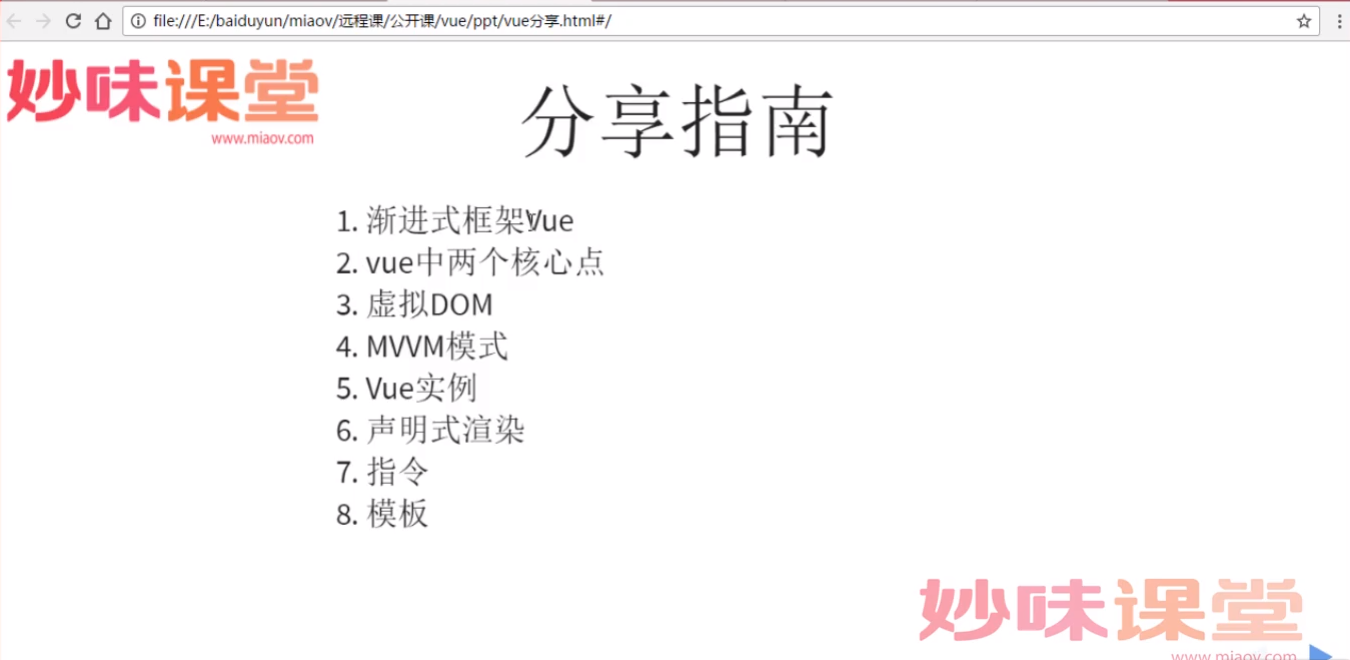 file:///E:/baiduyun/miaov/远程课/公开课/vue/ppt/vue分享.html#/
妙味课堂
www.miaov.com
分享指南
1. 渐进式框架Vue
2. vue中两个核心点
3. 虚拟DOM
4. MVVM模式
5. Vue实例
6. 声明式渲染
7. 指令
8. 模板
妙味课堂
www.miaov.com